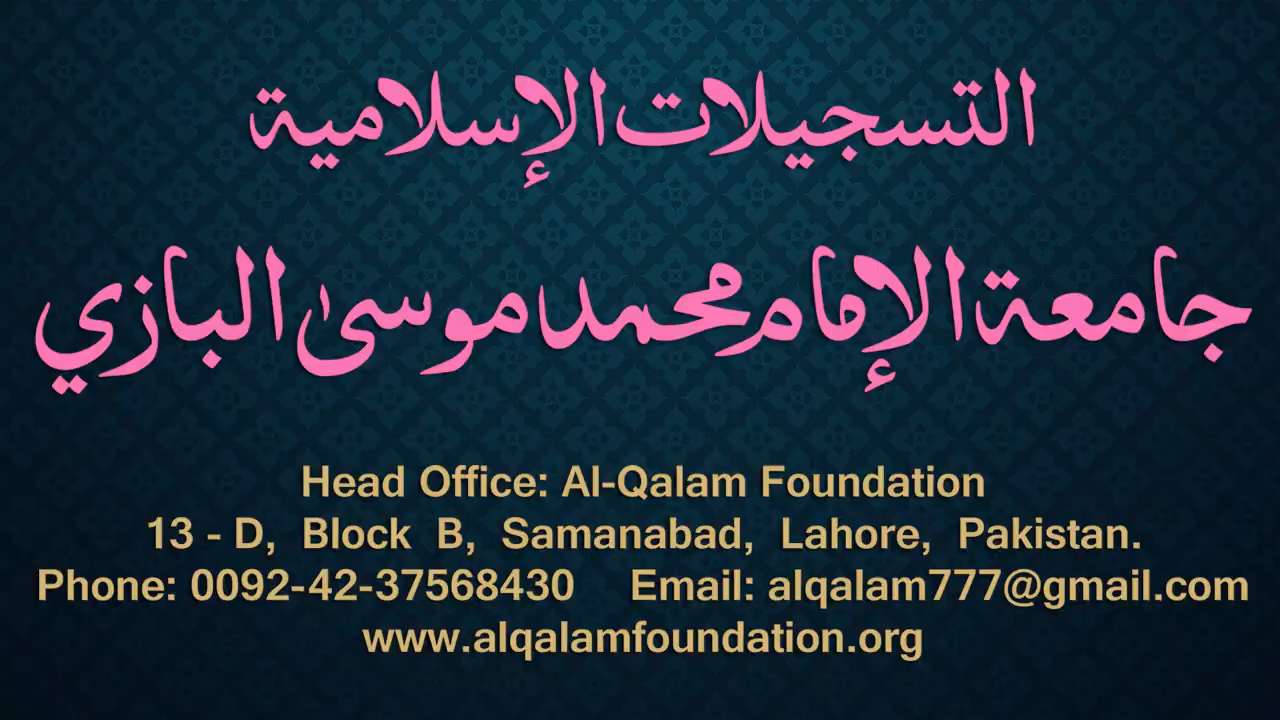 التسجيلات الإسلامية
جامعة الإمام محمد موسىٰ البازي
Head Office: Al-Qalam Foundation
13 - D, Block B, Samanabad, Lahore, Pakistan.
Phone: 0092-42-37568430 Email: alqalam777@gmail.com
www.alqalamfoundation.org